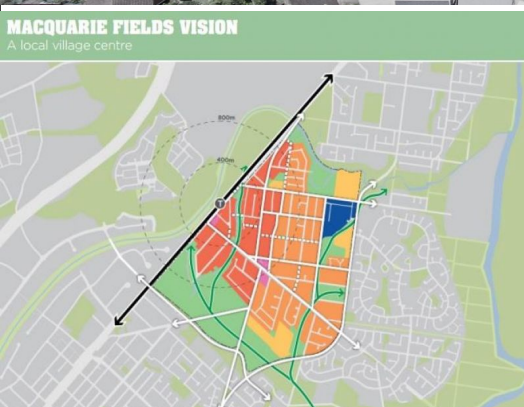 MACQUARIE FIELDS VISION
A local village centre
800m
400m
T